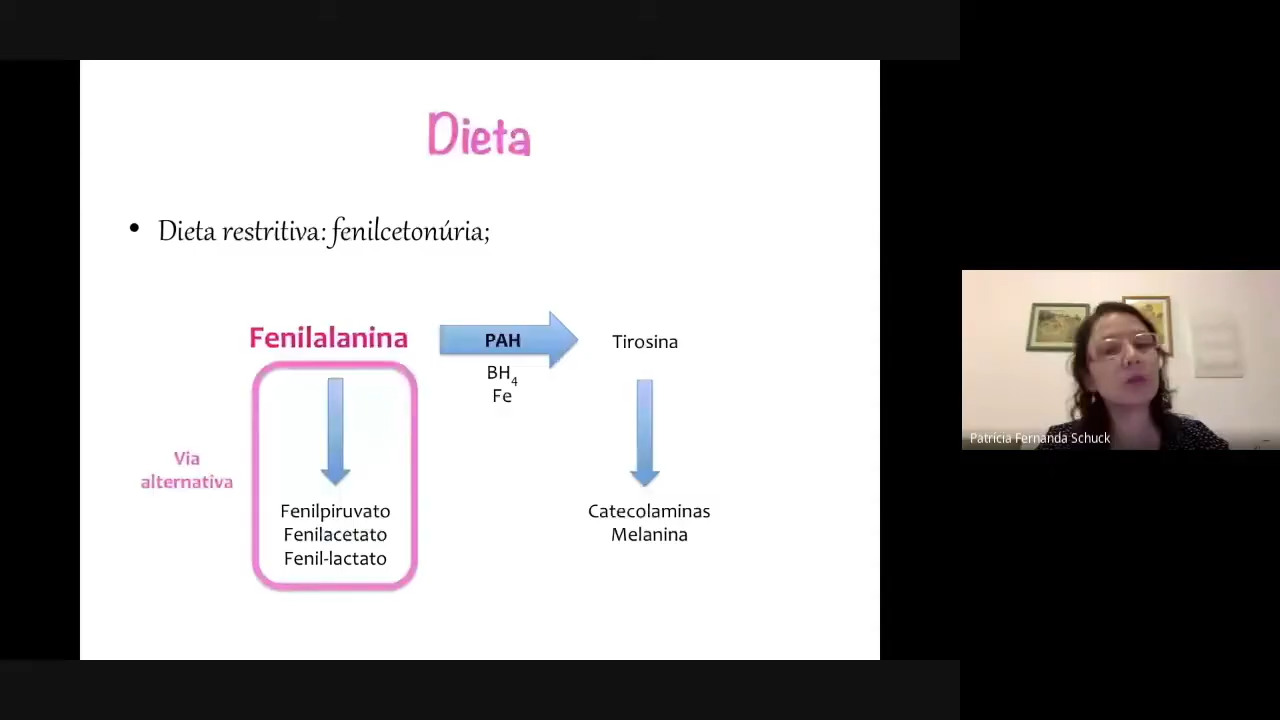 Dieta
• Dieta restritiva: fenilcetonúria;
Fenilalanina
PAH
Tirosina
BH4
Fe
Via
alternativa
Fenilpiruvato
Fenilacetato
Fenil-lactato
Catecolaminas
Melanina
Patrícia Fernanda Schuck